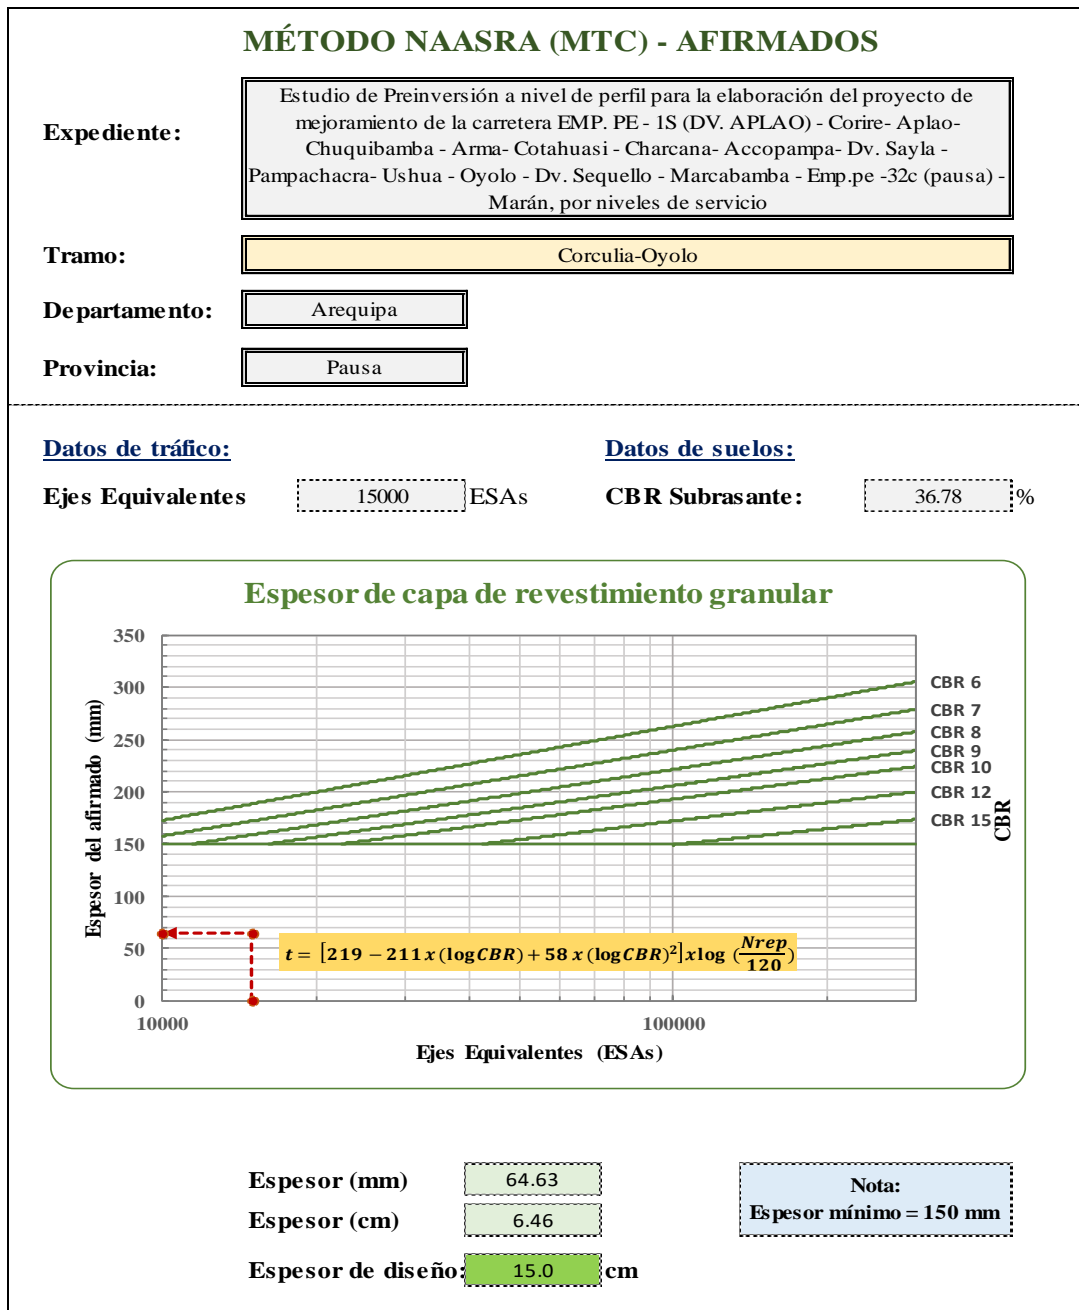 MÉTODO NAASRA (MTC) - AFIRMADOS
Expediente:
Estudio de Preinversión a nivel de perfil para la elaboración del proyecto de
mejoramiento de la carretera EMP. PE - 1S (DV. APLAO) - Corire- Aplao-
Chuquibamba - Arma- Cotahuasi - Charcana- Accopampa- Dv. Sayla -
Pampachacra- Ushua - Oyolo - Dv. Sequello - Marcabamba - Emp.pe -32c (pausa) -
Marán, por niveles de servicio
Tramo:
Corculia-Oyolo
Departamento:
Arequipa
Provincia:
Pausa
Datos de tráfico:
Datos de suelos:
Ejes Equivalentes 15000 ESAs
CBR Subrasante: 36.78 %
Espesor de capa de revestimiento granular
Espesor del afirmado (mm)
350
300
250
200
150
100
50
0
CBR 6
CBR 7
CBR 8
CBR 9
CBR 10
CBR 12
CBR 15
CBR
t = [219 − 211 x (log CBR) + 58 x (log CBR)²] x log (Nrep/120)
10000
100000
Ejes Equivalentes (ESAs)
Espesor (mm) 64.63
Espesor (cm) 6.46
Espesor de diseño: 15.0 cm
Nota:
Espesor mínimo = 150 mm